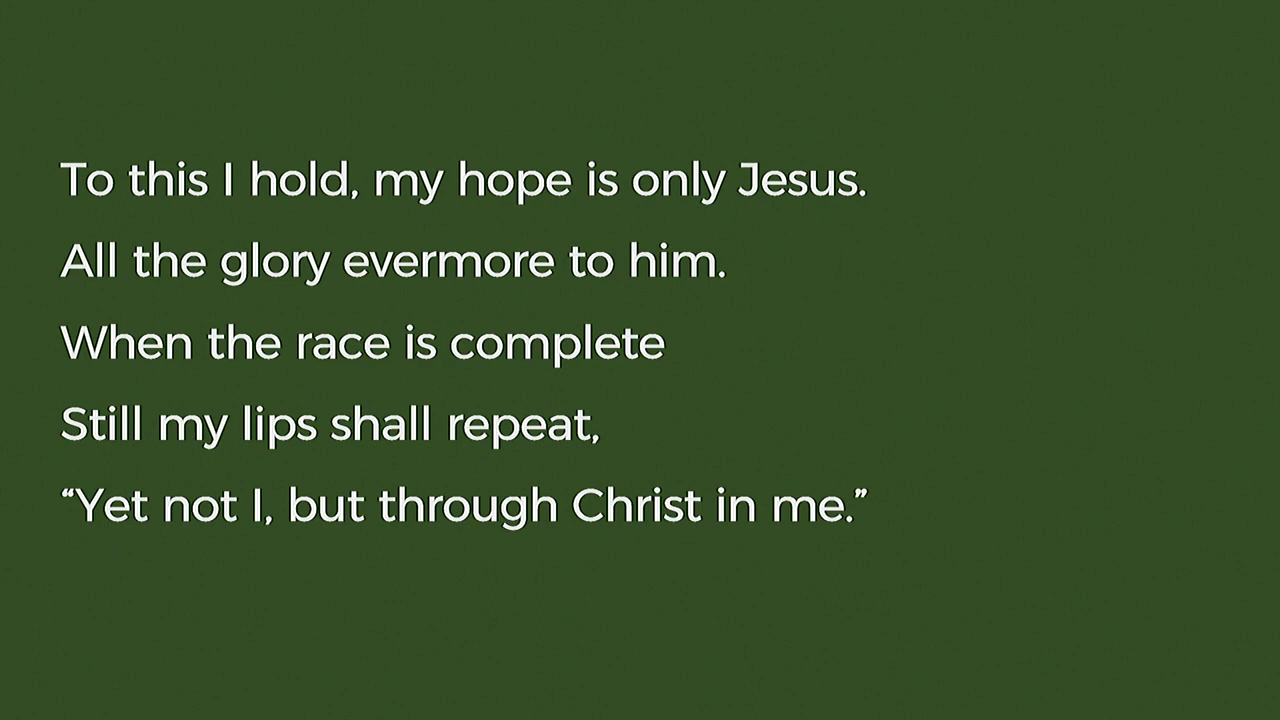 To this I hold, my hope is only Jesus.
All the glory evermore to him.
When the race is complete
Still my lips shall repeat,
“Yet not I, but through Christ in me.”